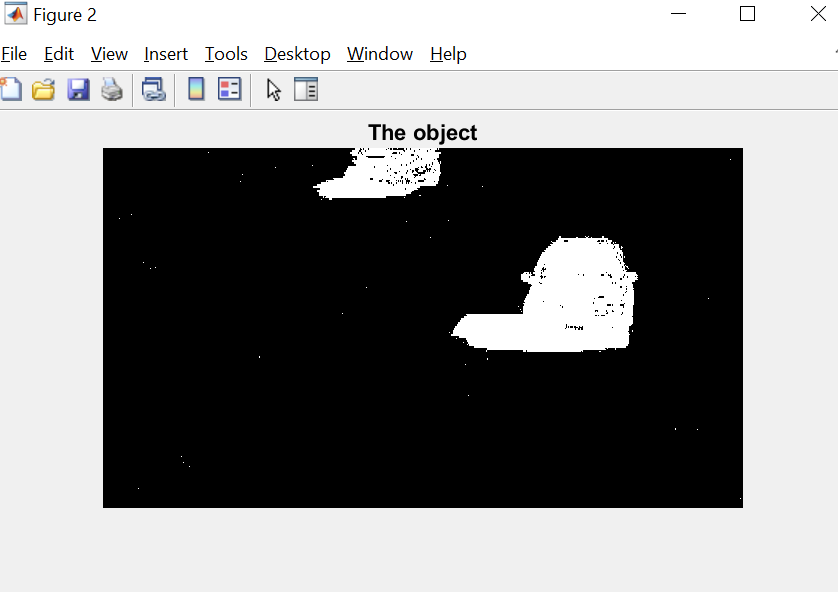 Figure 2
File Edit View Insert Tools Desktop Window Help
The object